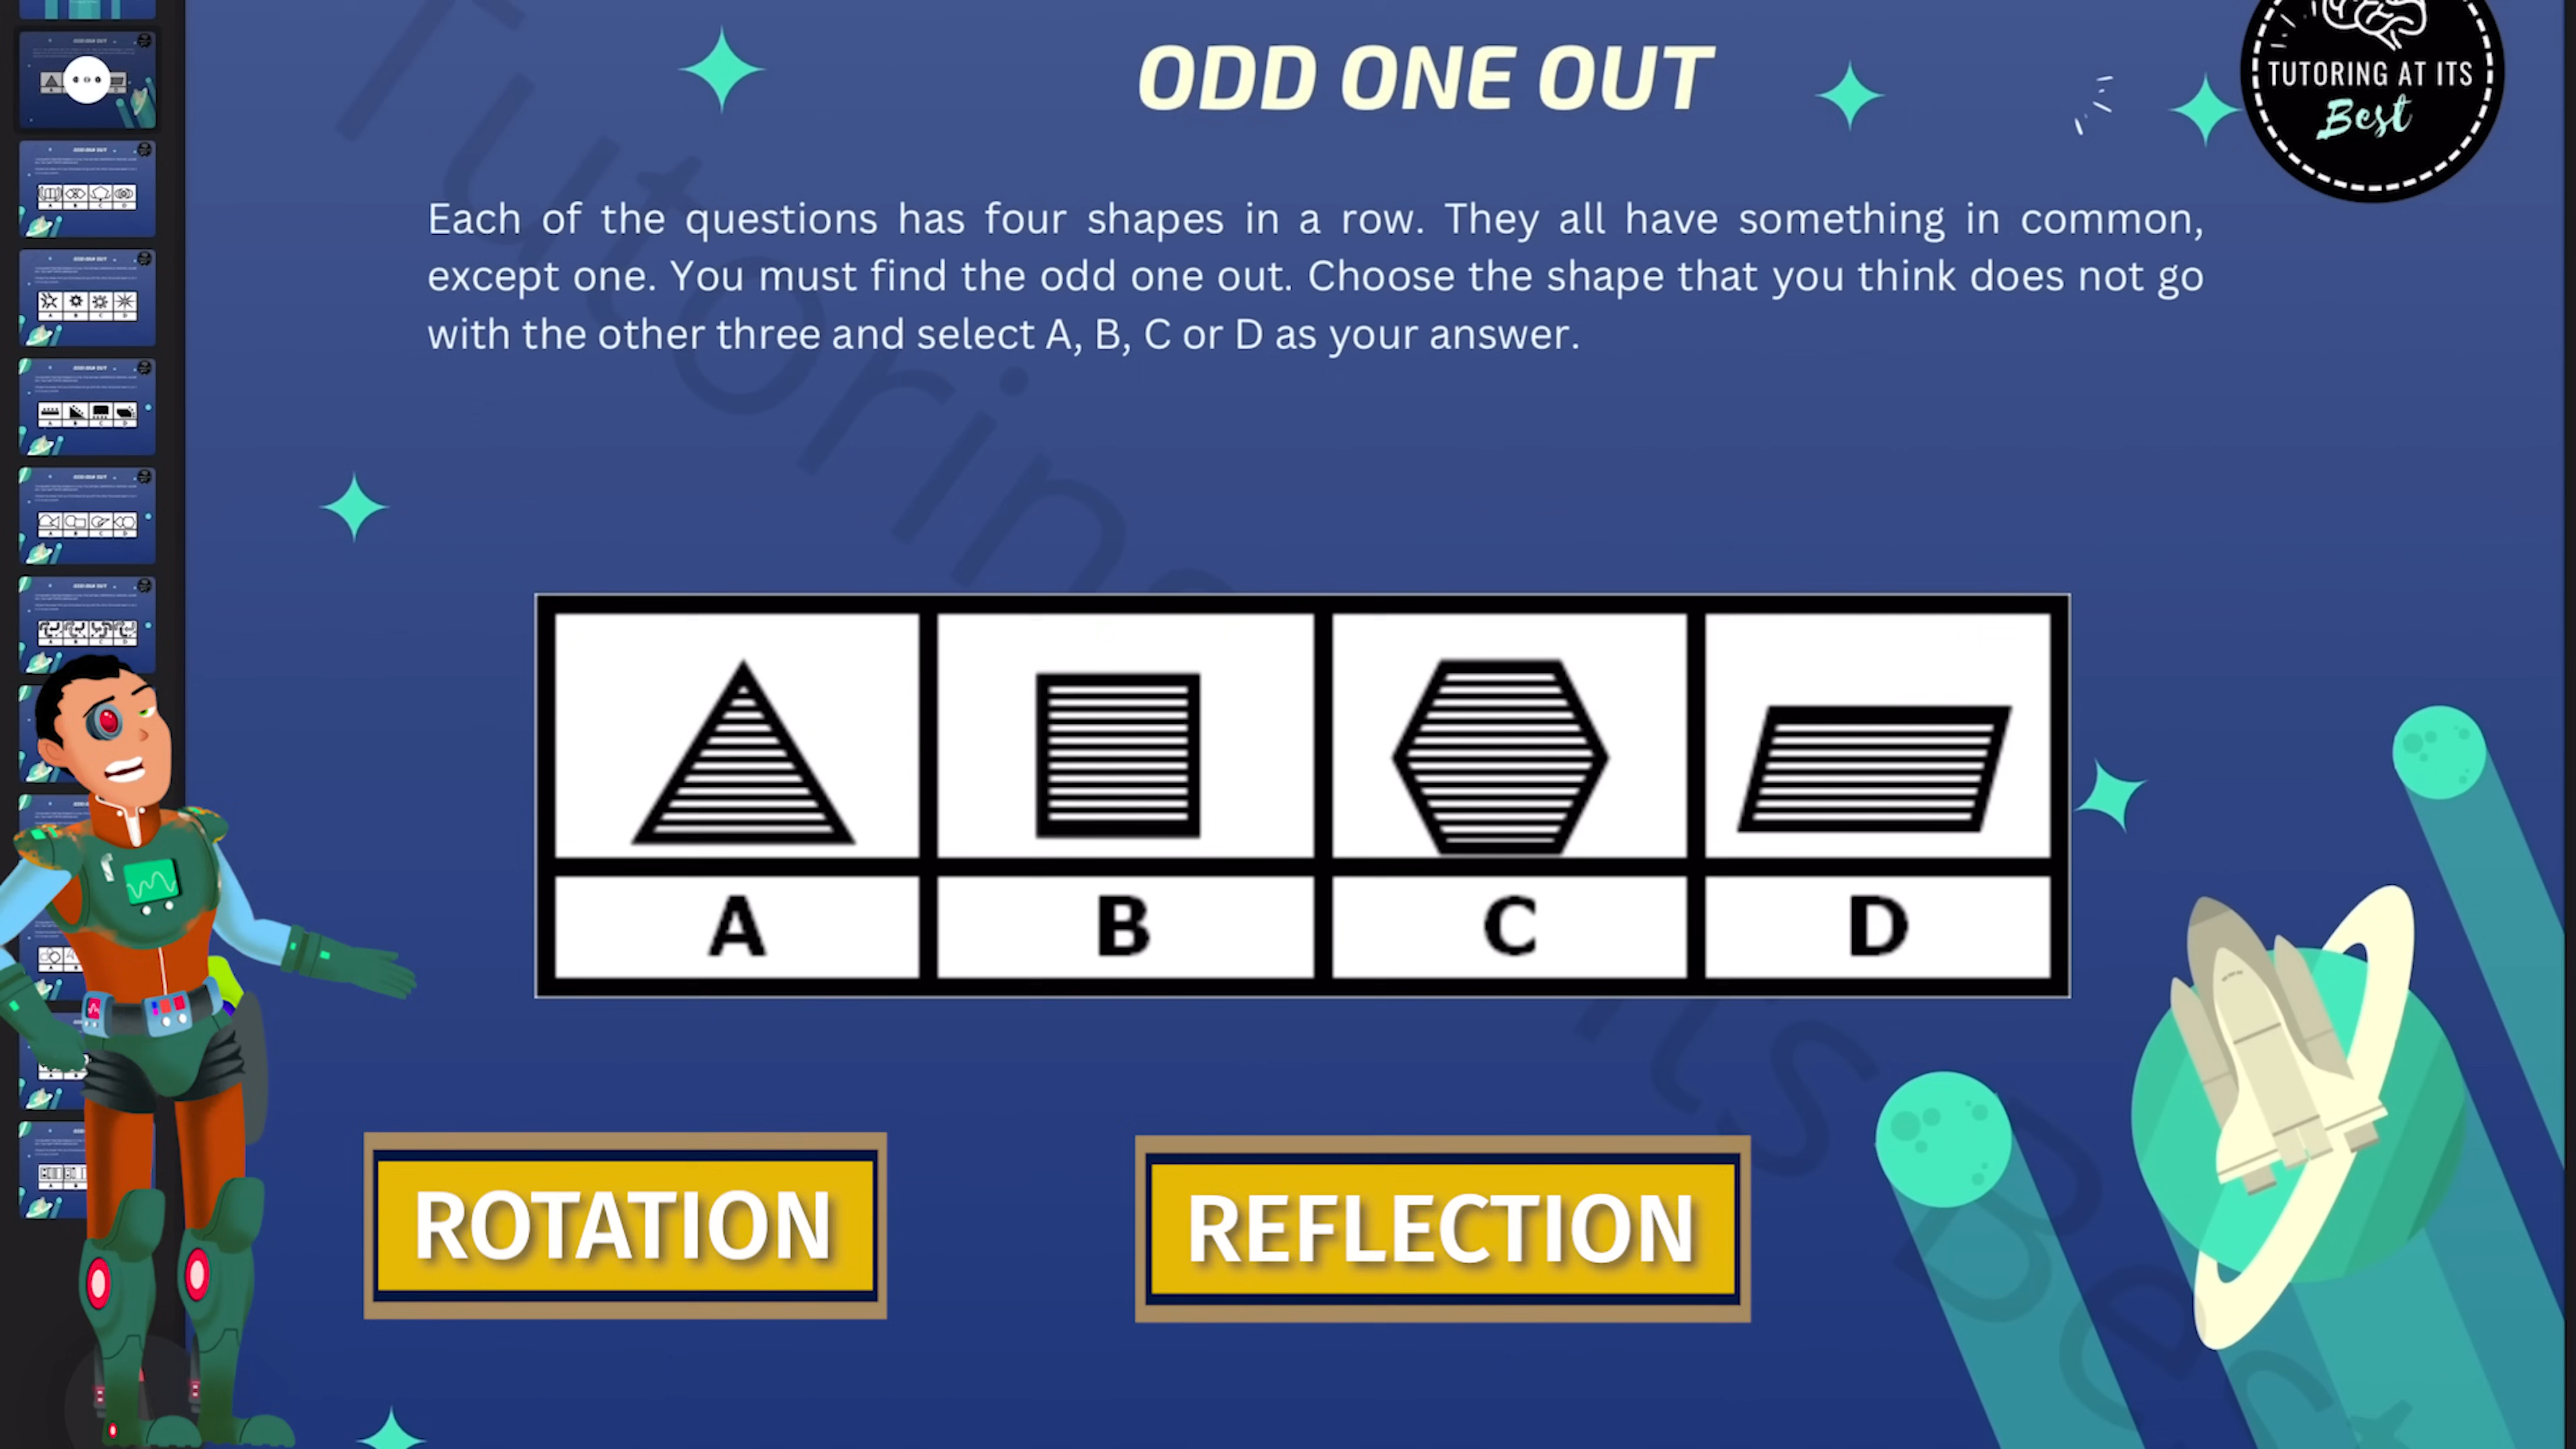 ODD ONE OUT
TUTORING AT ITS
Best
Each of the questions has four shapes in a row. They all have something in common,
except one. You must find the odd one out. Choose the shape that you think does not go
with the other three and select A, B, C or D as your answer.
A B C D
ROTATION REFLECTION